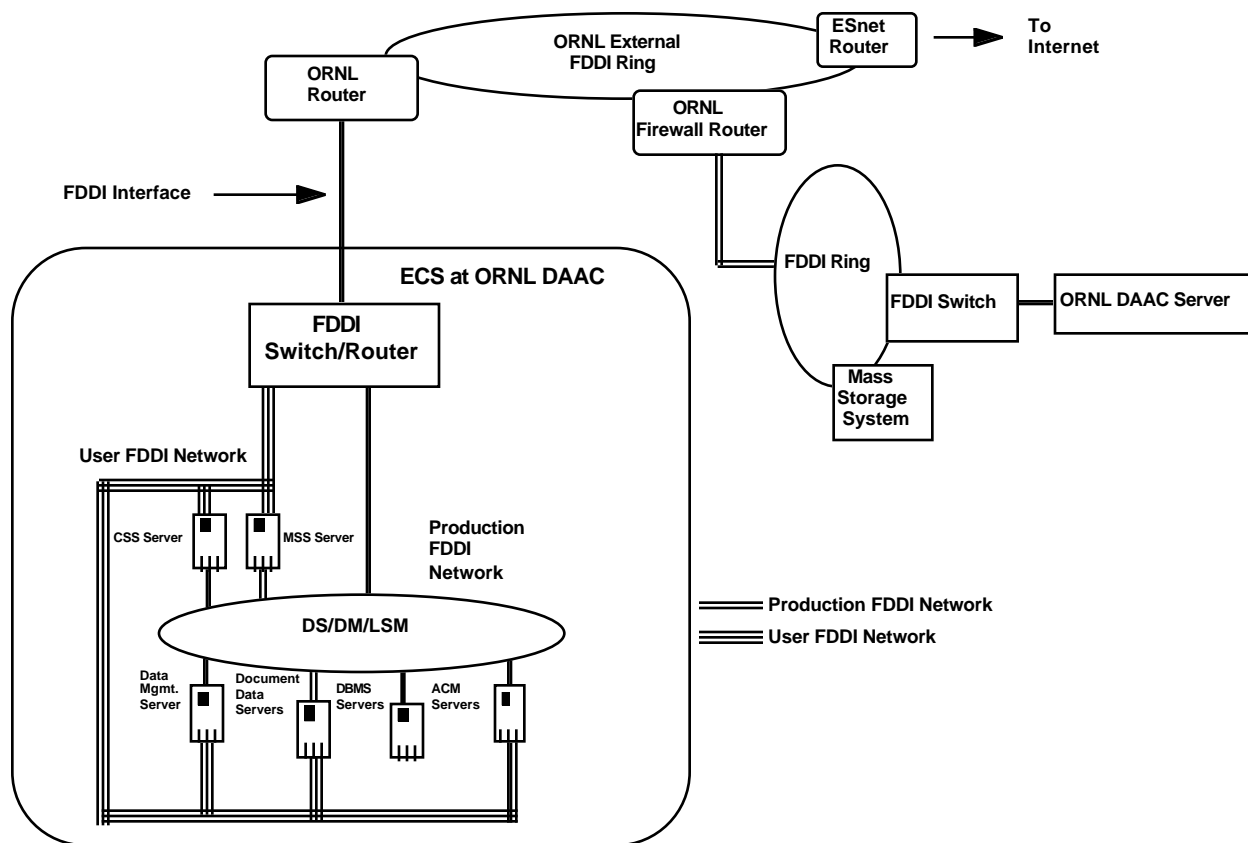 ORNL External
FDDI Ring
ESnet
Router
To
Internet
ORNL
Router
ORNL
Firewall Router
FDDI Interface
FDDI Ring
ECS at ORNL DAAC
FDDI Switch
ORNL DAAC Server
FDDI
Switch/Router
Mass
Storage
System
User FDDI Network
CSS Server
MSS Server
Production
FDDI
Network
Production FDDI Network
DS/DM/LSM
User FDDI Network
Data
Mgmt.
Server
Document
Data
Servers
DBMS
Servers
ACM
Servers